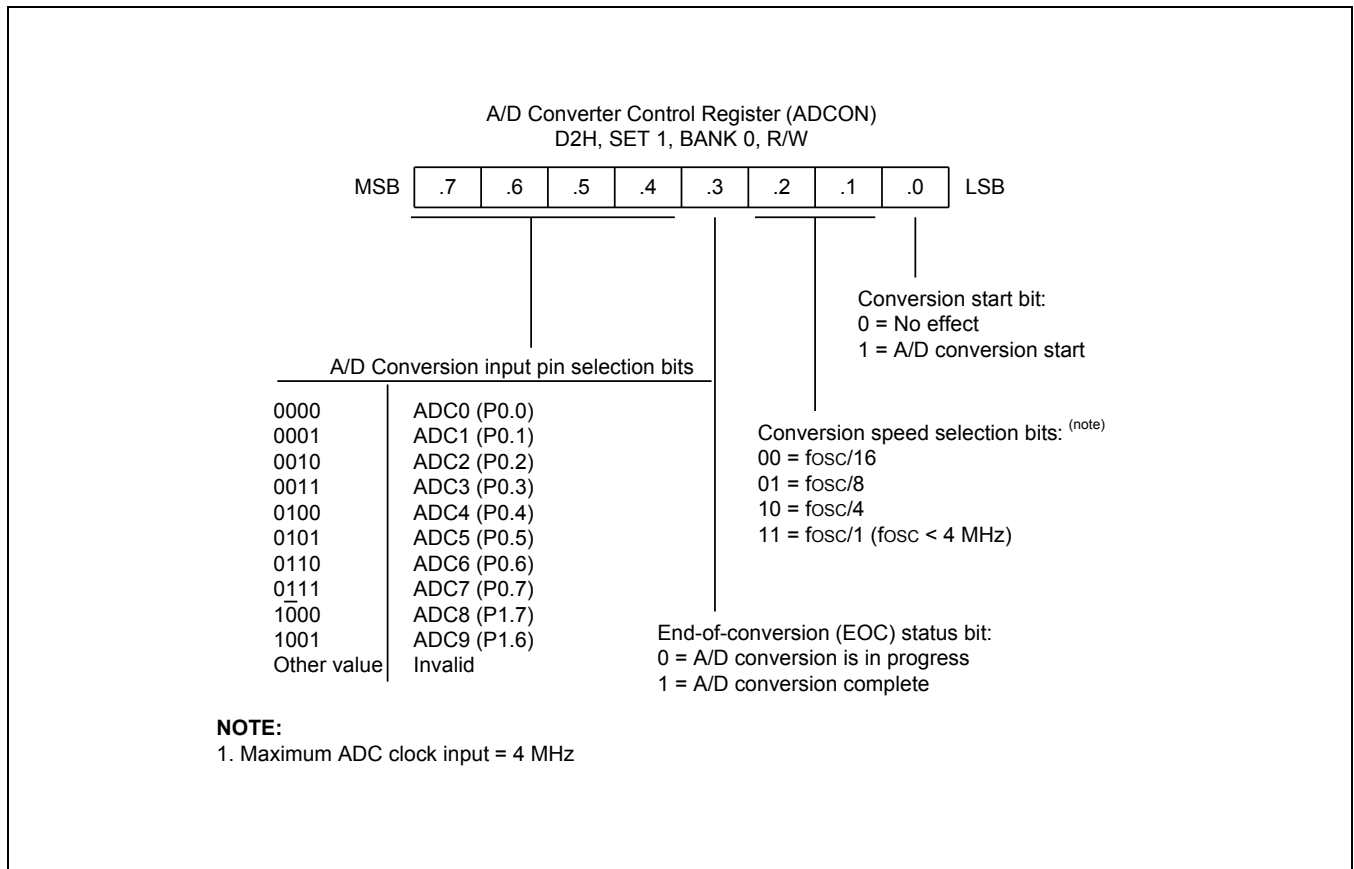 A/D Converter Control Register (ADCON)
D2H, SET 1, BANK 0, R/W
MSB .7 .6 .5 .4 .3 .2 .1 .0 LSB
Conversion start bit:
0 = No effect
1 = A/D conversion start
A/D Conversion input pin selection bits
0000 ADC0 (P0.0)
0001 ADC1 (P0.1)
0010 ADC2 (P0.2)
0011 ADC3 (P0.3)
0100 ADC4 (P0.4)
0101 ADC5 (P0.5)
0110 ADC6 (P0.6)
0111 ADC7 (P0.7)
1000 ADC8 (P1.7)
1001 ADC9 (P1.6)
Other value Invalid
Conversion speed selection bits: (note)
00 = fOSC/16
01 = fOSC/8
10 = fOSC/4
11 = fOSC/1 (fOSC < 4 MHz)
End-of-conversion (EOC) status bit:
0 = A/D conversion is in progress
1 = A/D conversion complete
NOTE:
1. Maximum ADC clock input = 4 MHz